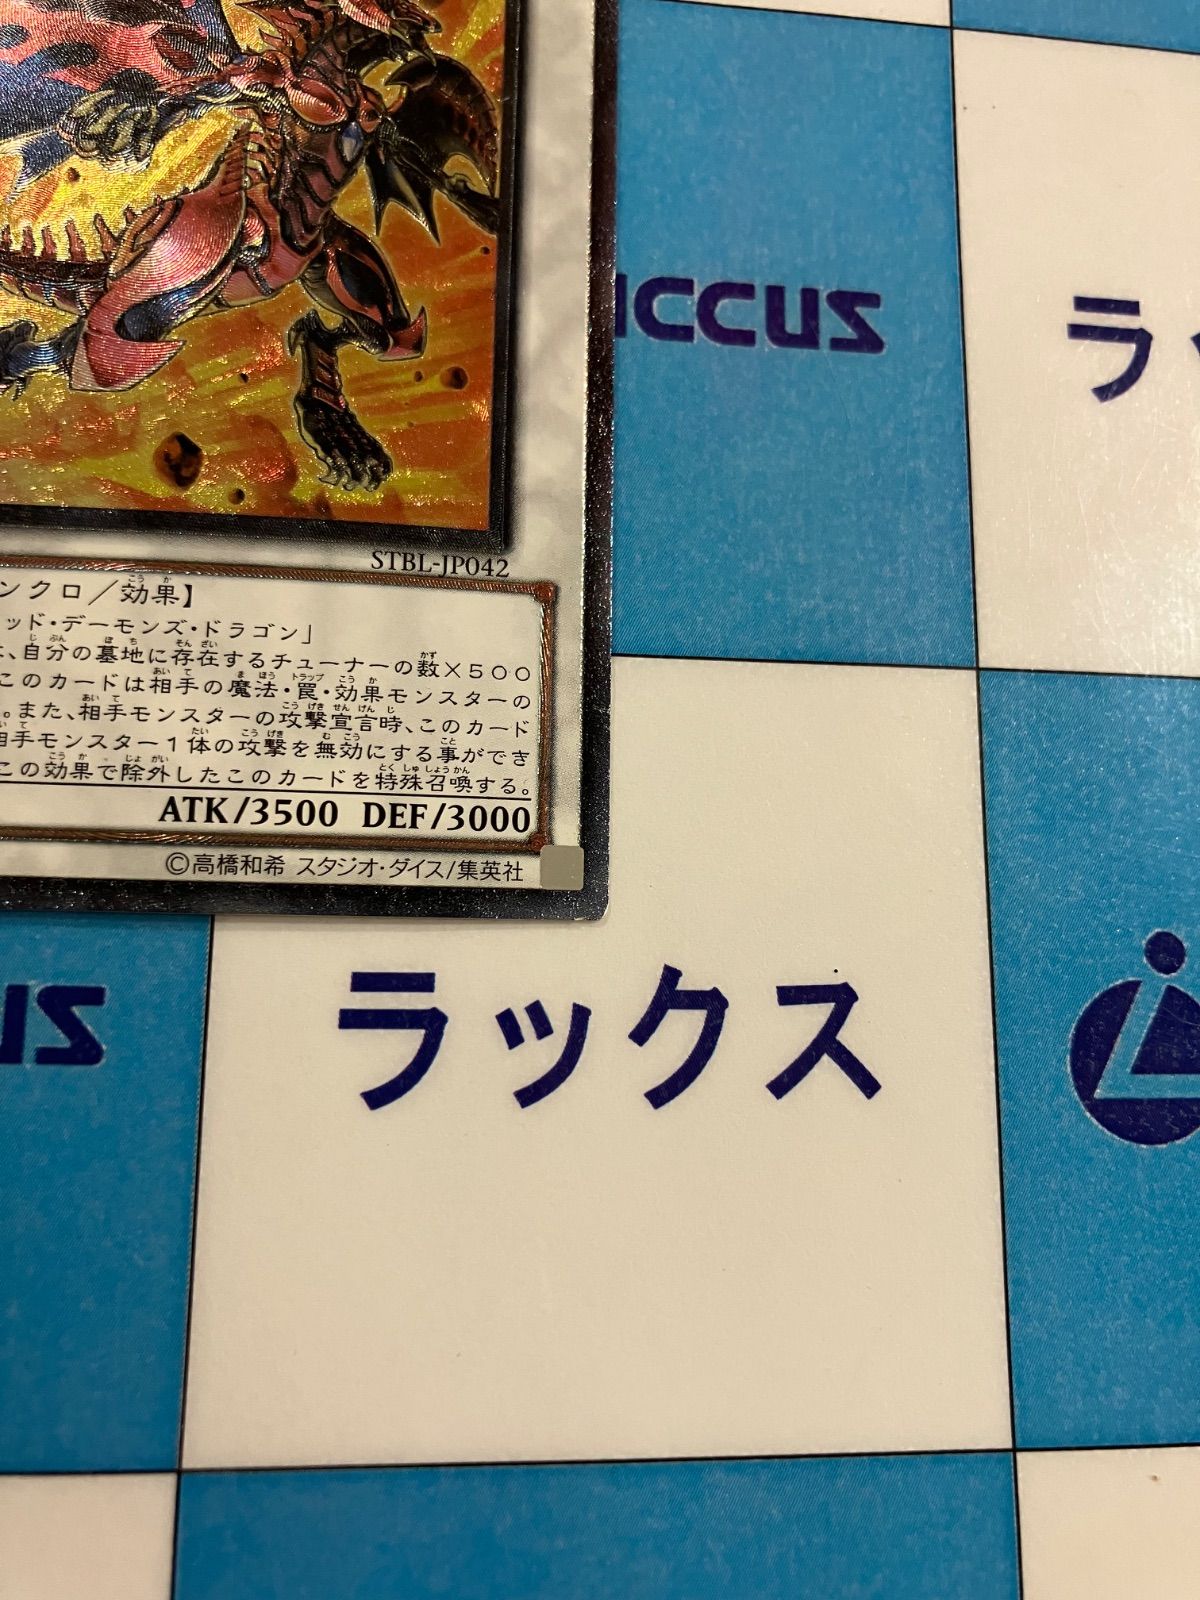 STBL-JP042
ンクロ／効果】
ッド・デーモンズ・ドラゴン」
、自分の墓地に存在するチューナーの数×５００
このカードは相手の魔法・罠・効果モンスターの
。また、相手モンスターの攻撃宣言時、このカード
相手モンスター１体の攻撃を無効にする事ができ
この効果で除外したこのカードを特殊召喚する。
ATK/3500 DEF/3000
©高橋和希 スタジオ・ダイス/集英社
ラックス